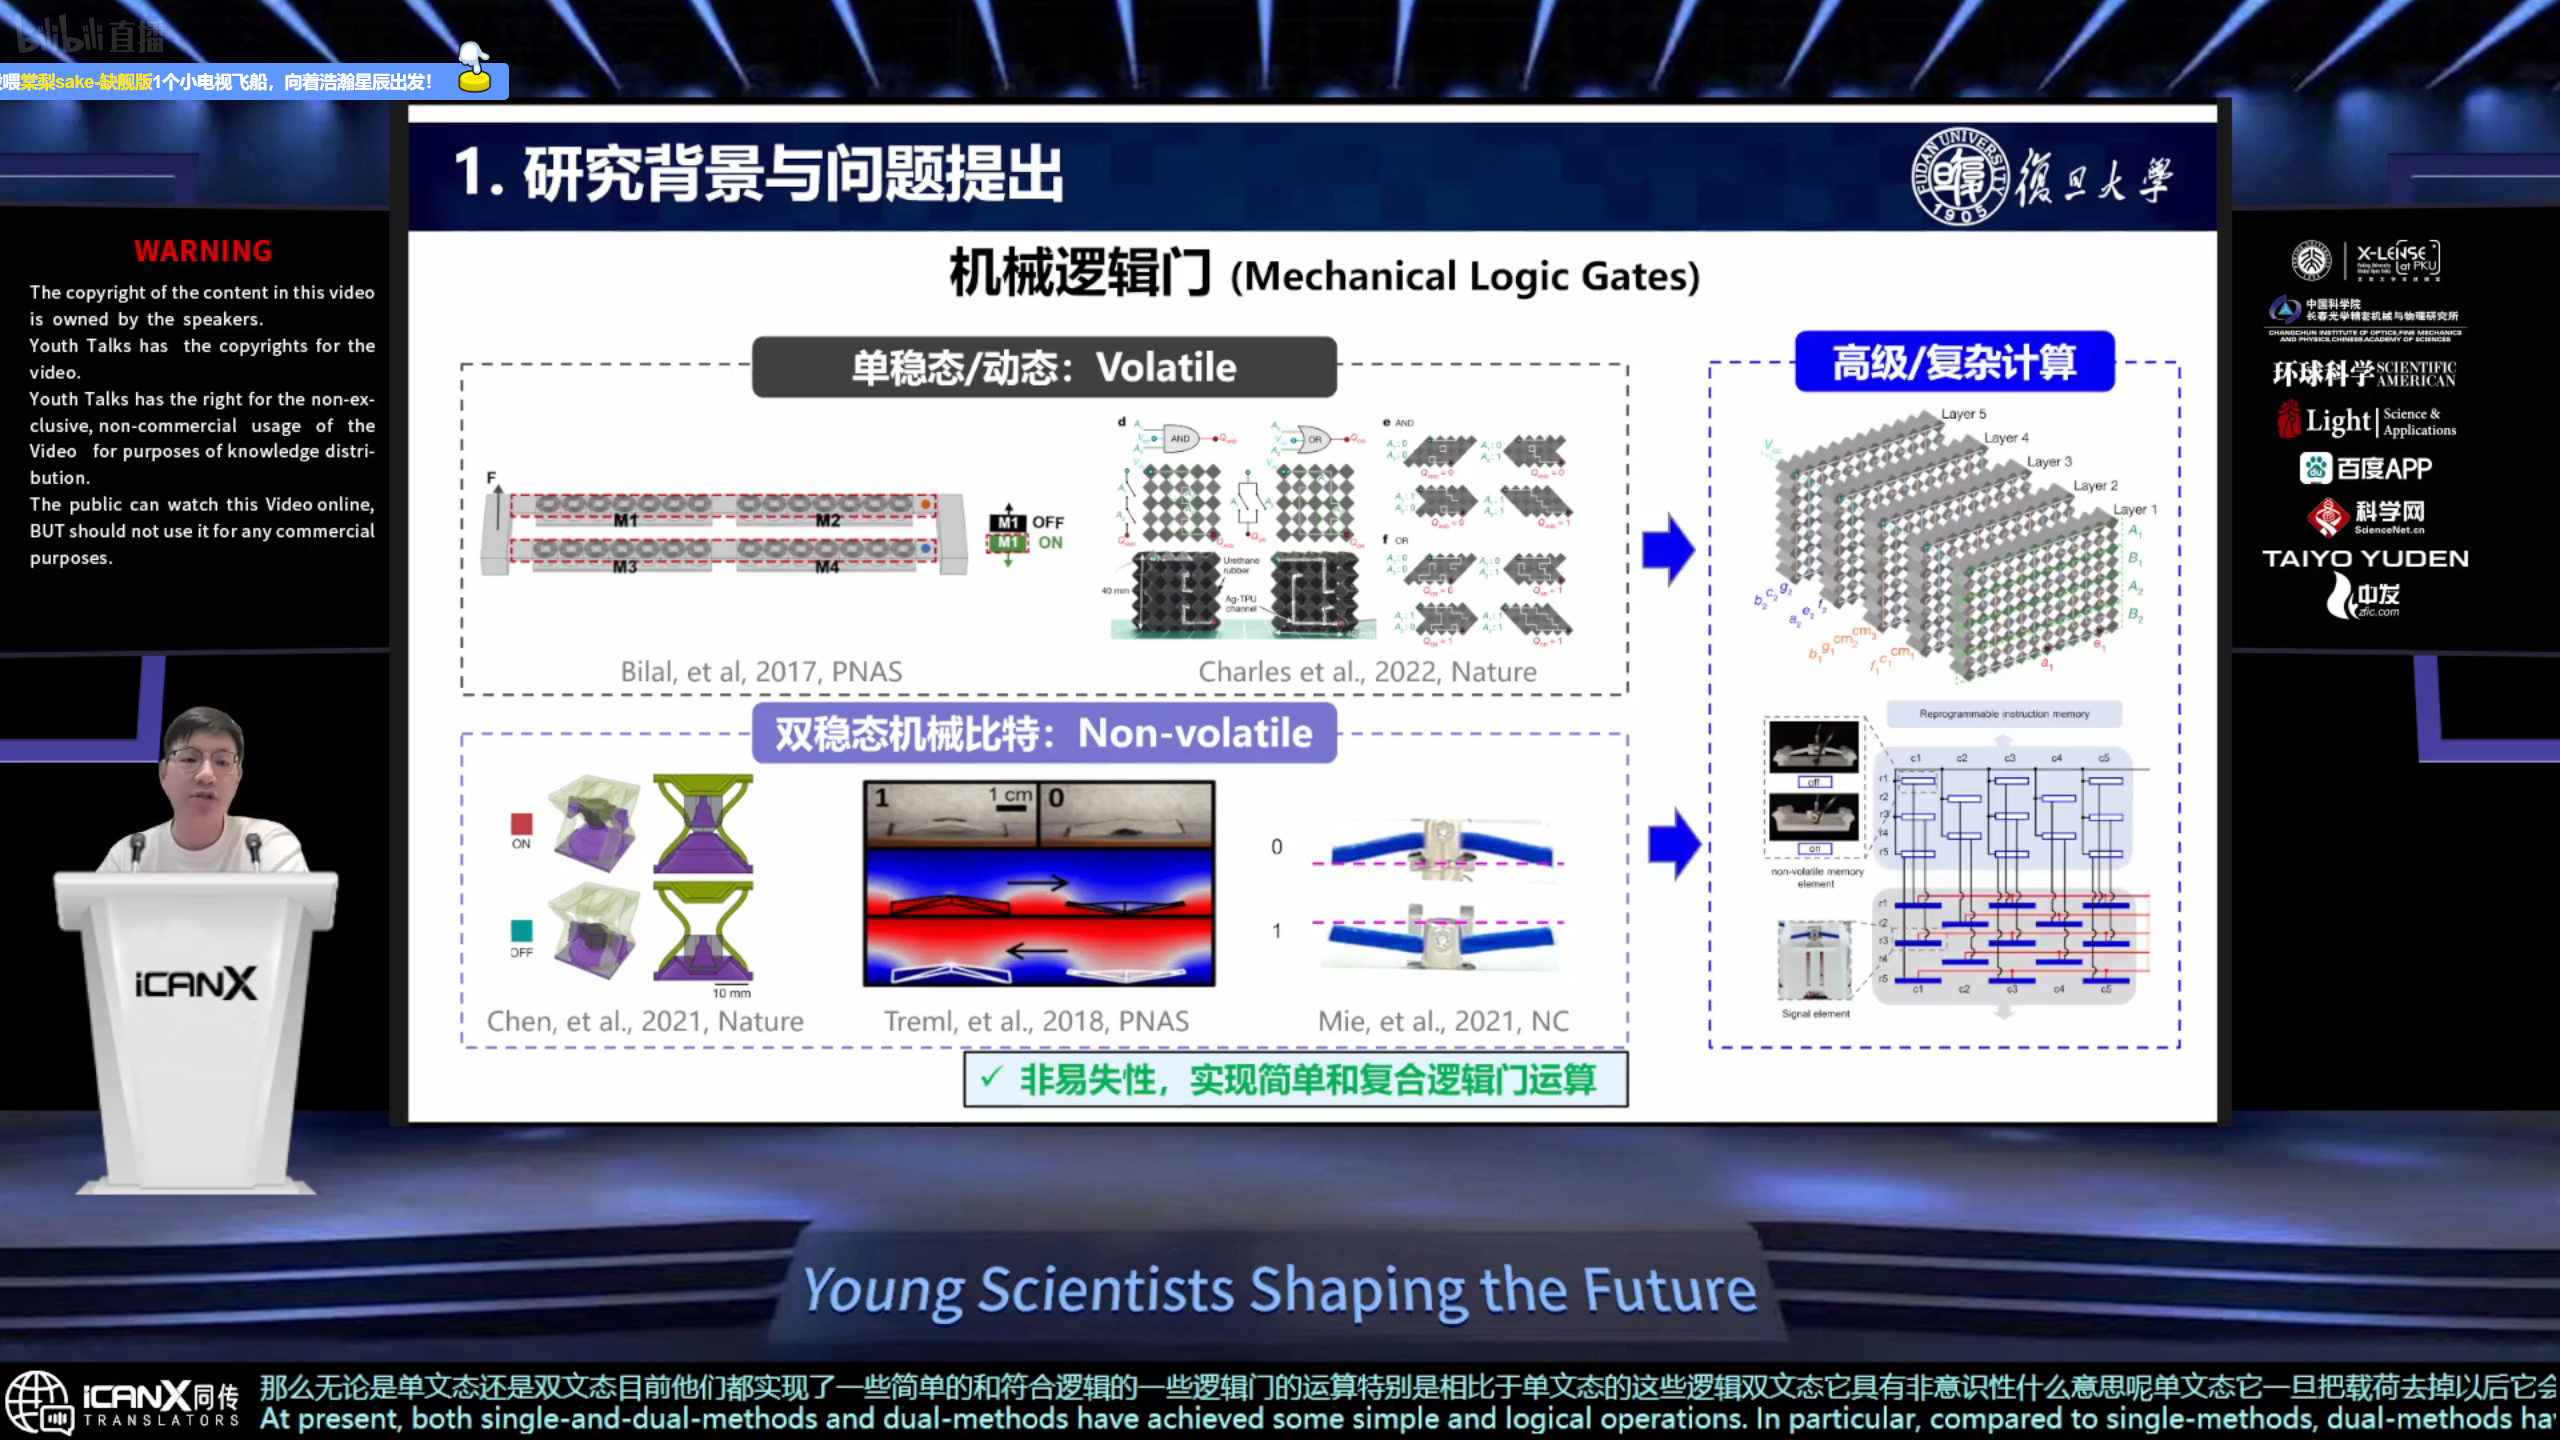 bilibili直播
喂棠梨sake-缺舰版1个小电视飞船，向着浩瀚星辰出发！
WARNING
The copyright of the content in this video
is owned by the speakers.
Youth Talks has the copyrights for the
video.
Youth Talks has the right for the non-ex-
clusive, non-commercial usage of the
Video for purposes of knowledge distri-
bution.
The public can watch this Video online,
BUT should not use it for any commercial
purposes.
1. 研究背景与问题提出
FUDAN UNIVERSITY
1905
復旦大學
机械逻辑门 (Mechanical Logic Gates)
单稳态/动态：Volatile
F
M1
M2
M3
M4
M1 OFF
M1 ON
d
AND
OR
e AND
f OR
40 mm
Urethane
rubber
Ag-TPU
channel
40 mm
Bilal, et al, 2017, PNAS
Charles et al., 2022, Nature
双稳态机械比特：Non-volatile
ON
OFF
10 mm
1
1 cm
0
0
1
Chen, et al., 2021, Nature
Treml, et al., 2018, PNAS
Mie, et al., 2021, NC
✓ 非易失性，实现简单和复合逻辑门运算
高级/复杂计算
Layer 5
Layer 4
Layer 3
Layer 2
Layer 1
A1
B1
A2
B2
Reprogrammable instruction memory
c1 c2 c3 c4 c5
r1
r2
r3
r4
r5
off
on
non-volatile memory
element
r1
r2
r3
r4
r5
c1 c2 c3 c4 c5
Signal element
X-LENSE
at PKU
中国科学院
长春光学精密机械与物理研究所
CHANGCHUN INSTITUTE OF OPTICS,FINE MECHANICS
AND PHYSICS,CHINESE ACADEMY OF SCIENCES
环球科学 SCIENTIFIC AMERICAN
Light Science & Applications
du 百度APP
科学网
ScienceNet.cn
TAIYO YUDEN
中发
zfic.com
iCANX
Young Scientists Shaping the Future
iCANX同传
TRANSLATORS
那么无论是单文态还是双文态目前他们都实现了一些简单的和符合逻辑的一些逻辑门的运算特别是相比于单文态的这些逻辑双文态它具有非意识性什么意思呢单文态它一旦把载荷去掉以后它会
At present, both single-and-dual-methods and dual-methods have achieved some simple and logical operations. In particular, compared to single-methods, dual-methods ha